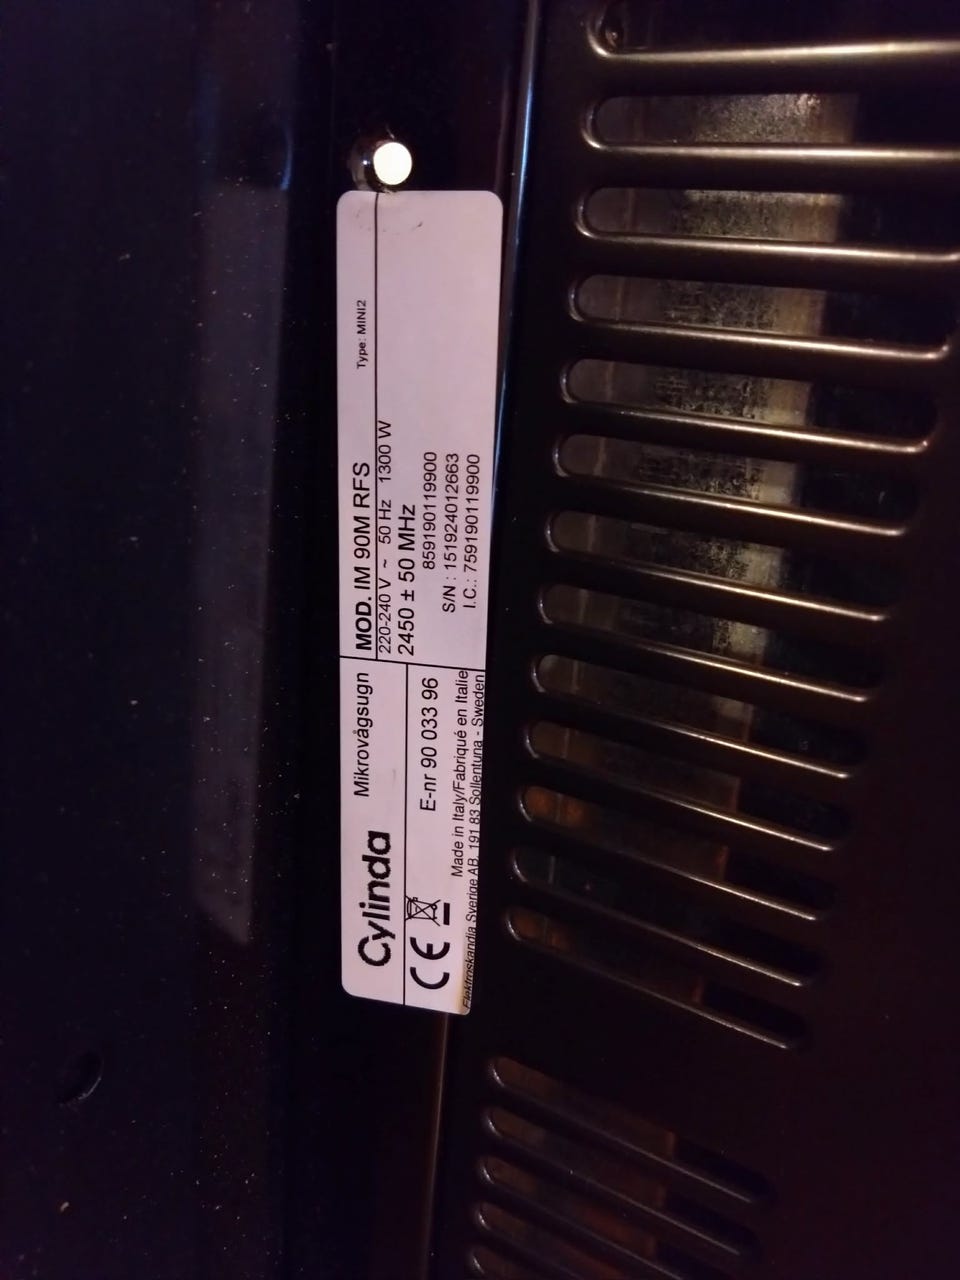 Cylinda Mikrovågsugn
E-nr 90 033 96
CE
Made in Italy/Fabriqué en Italie
Elektroskandia Sverige AB, 191 83 Sollentuna - Sweden
MOD. IM 90M RFS Type: MINI2
220-240 V ~ 50 Hz 1300 W
2450 ± 50 MHz
859190119900
S/N : 151924012663
I.C.: 759190119900